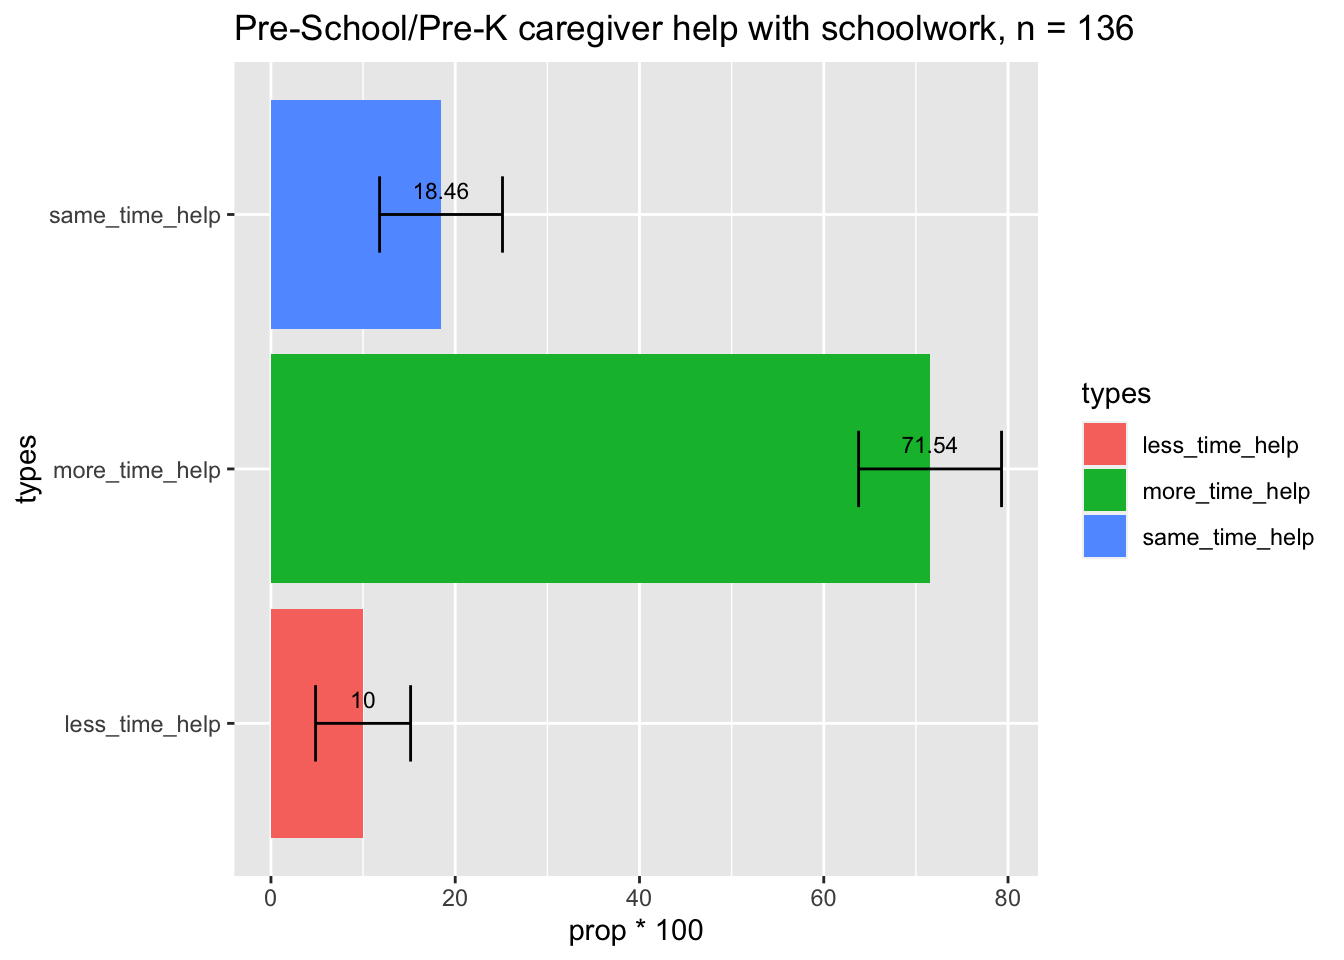 Pre-School/Pre-K caregiver help with schoolwork, n = 136
same_time_help
18.46
more_time_help
71.54
less_time_help
10
types
0 20 40 60 80
prop * 100
types
less_time_help
more_time_help
same_time_help